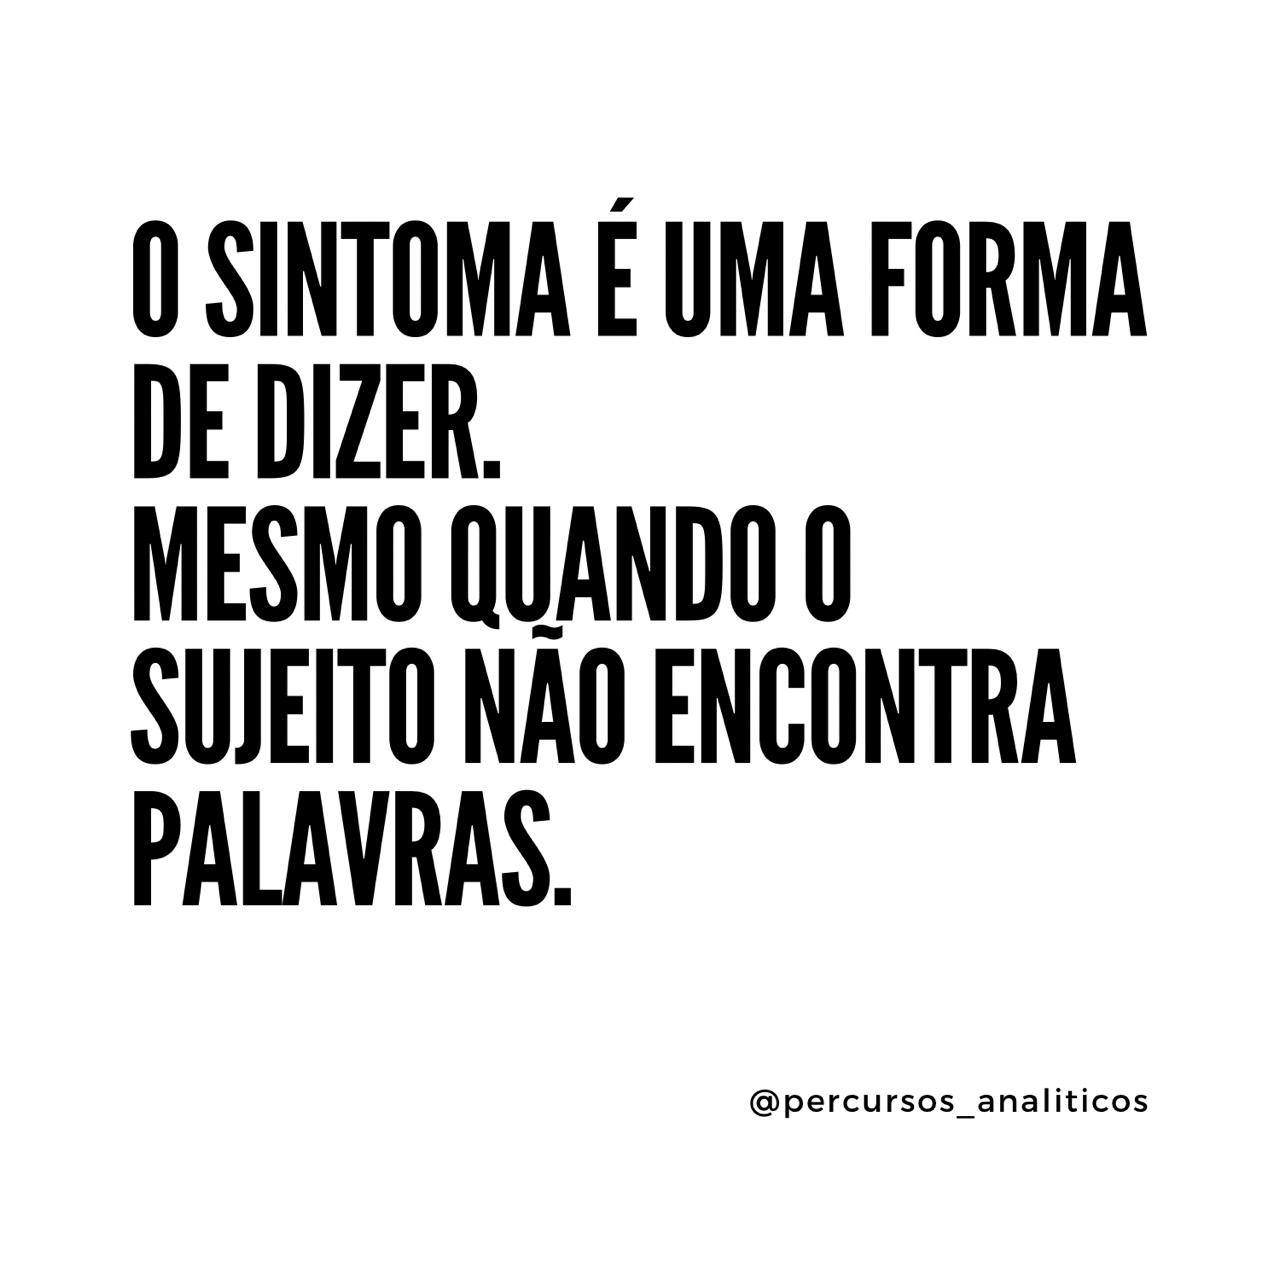 O SINTOMA É UMA FORMA
DE DIZER.
MESMO QUANDO O
SUJEITO NÃO ENCONTRA
PALAVRAS.
@percursos_analiticos